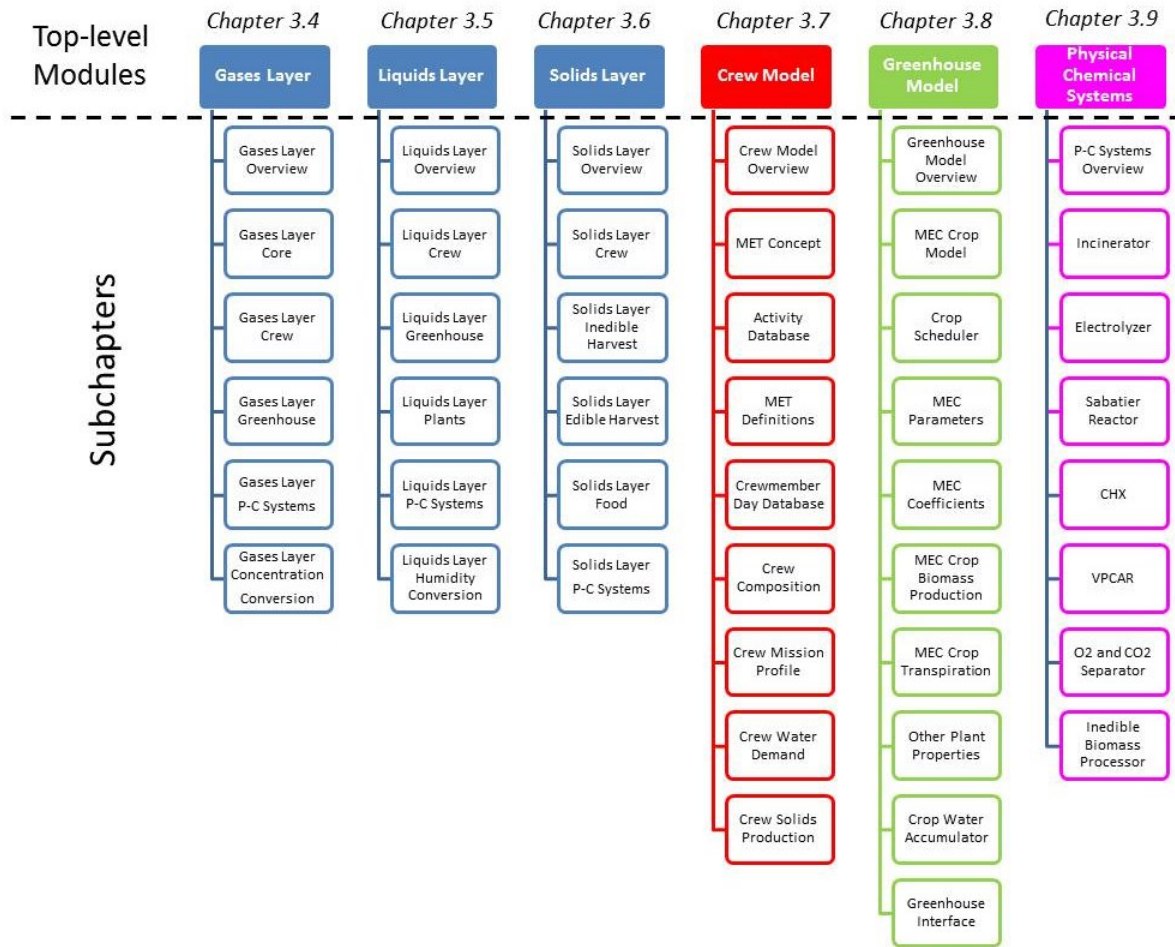 Top-level
Modules
Chapter 3.4
Chapter 3.5
Chapter 3.6
Chapter 3.7
Chapter 3.8
Chapter 3.9
Gases Layer
Liquids Layer
Solids Layer
Crew Model
Greenhouse
Model
Physical
Chemical
Systems
Subchapters
Gases Layer
Overview
Gases Layer
Core
Gases Layer
Crew
Gases Layer
Greenhouse
Gases Layer
P-C Systems
Gases Layer
Concentration
Conversion
Liquids Layer
Overview
Liquids Layer
Crew
Liquids Layer
Greenhouse
Liquids Layer
Plants
Liquids Layer
P-C Systems
Liquids Layer
Humidity
Conversion
Solids Layer
Overview
Solids Layer
Crew
Solids Layer
Inedible
Harvest
Solids Layer
Edible Harvest
Solids Layer
Food
Solids Layer
P-C Systems
Crew Model
Overview
MET Concept
Activity
Database
MET
Definitions
Crewmember
Day Database
Crew
Composition
Crew Mission
Profile
Crew Water
Demand
Crew Solids
Production
Greenhouse
Model
Overview
MEC Crop
Model
Crop
Scheduler
MEC
Parameters
MEC
Coefficients
MEC Crop
Biomass
Production
MEC Crop
Transpiration
Other Plant
Properties
Crop Water
Accumulator
Greenhouse
Interface
P-C Systems
Overview
Incinerator
Electrolyzer
Sabatier
Reactor
CHX
VPCAR
O2 and CO2
Separator
Inedible
Biomass
Processor